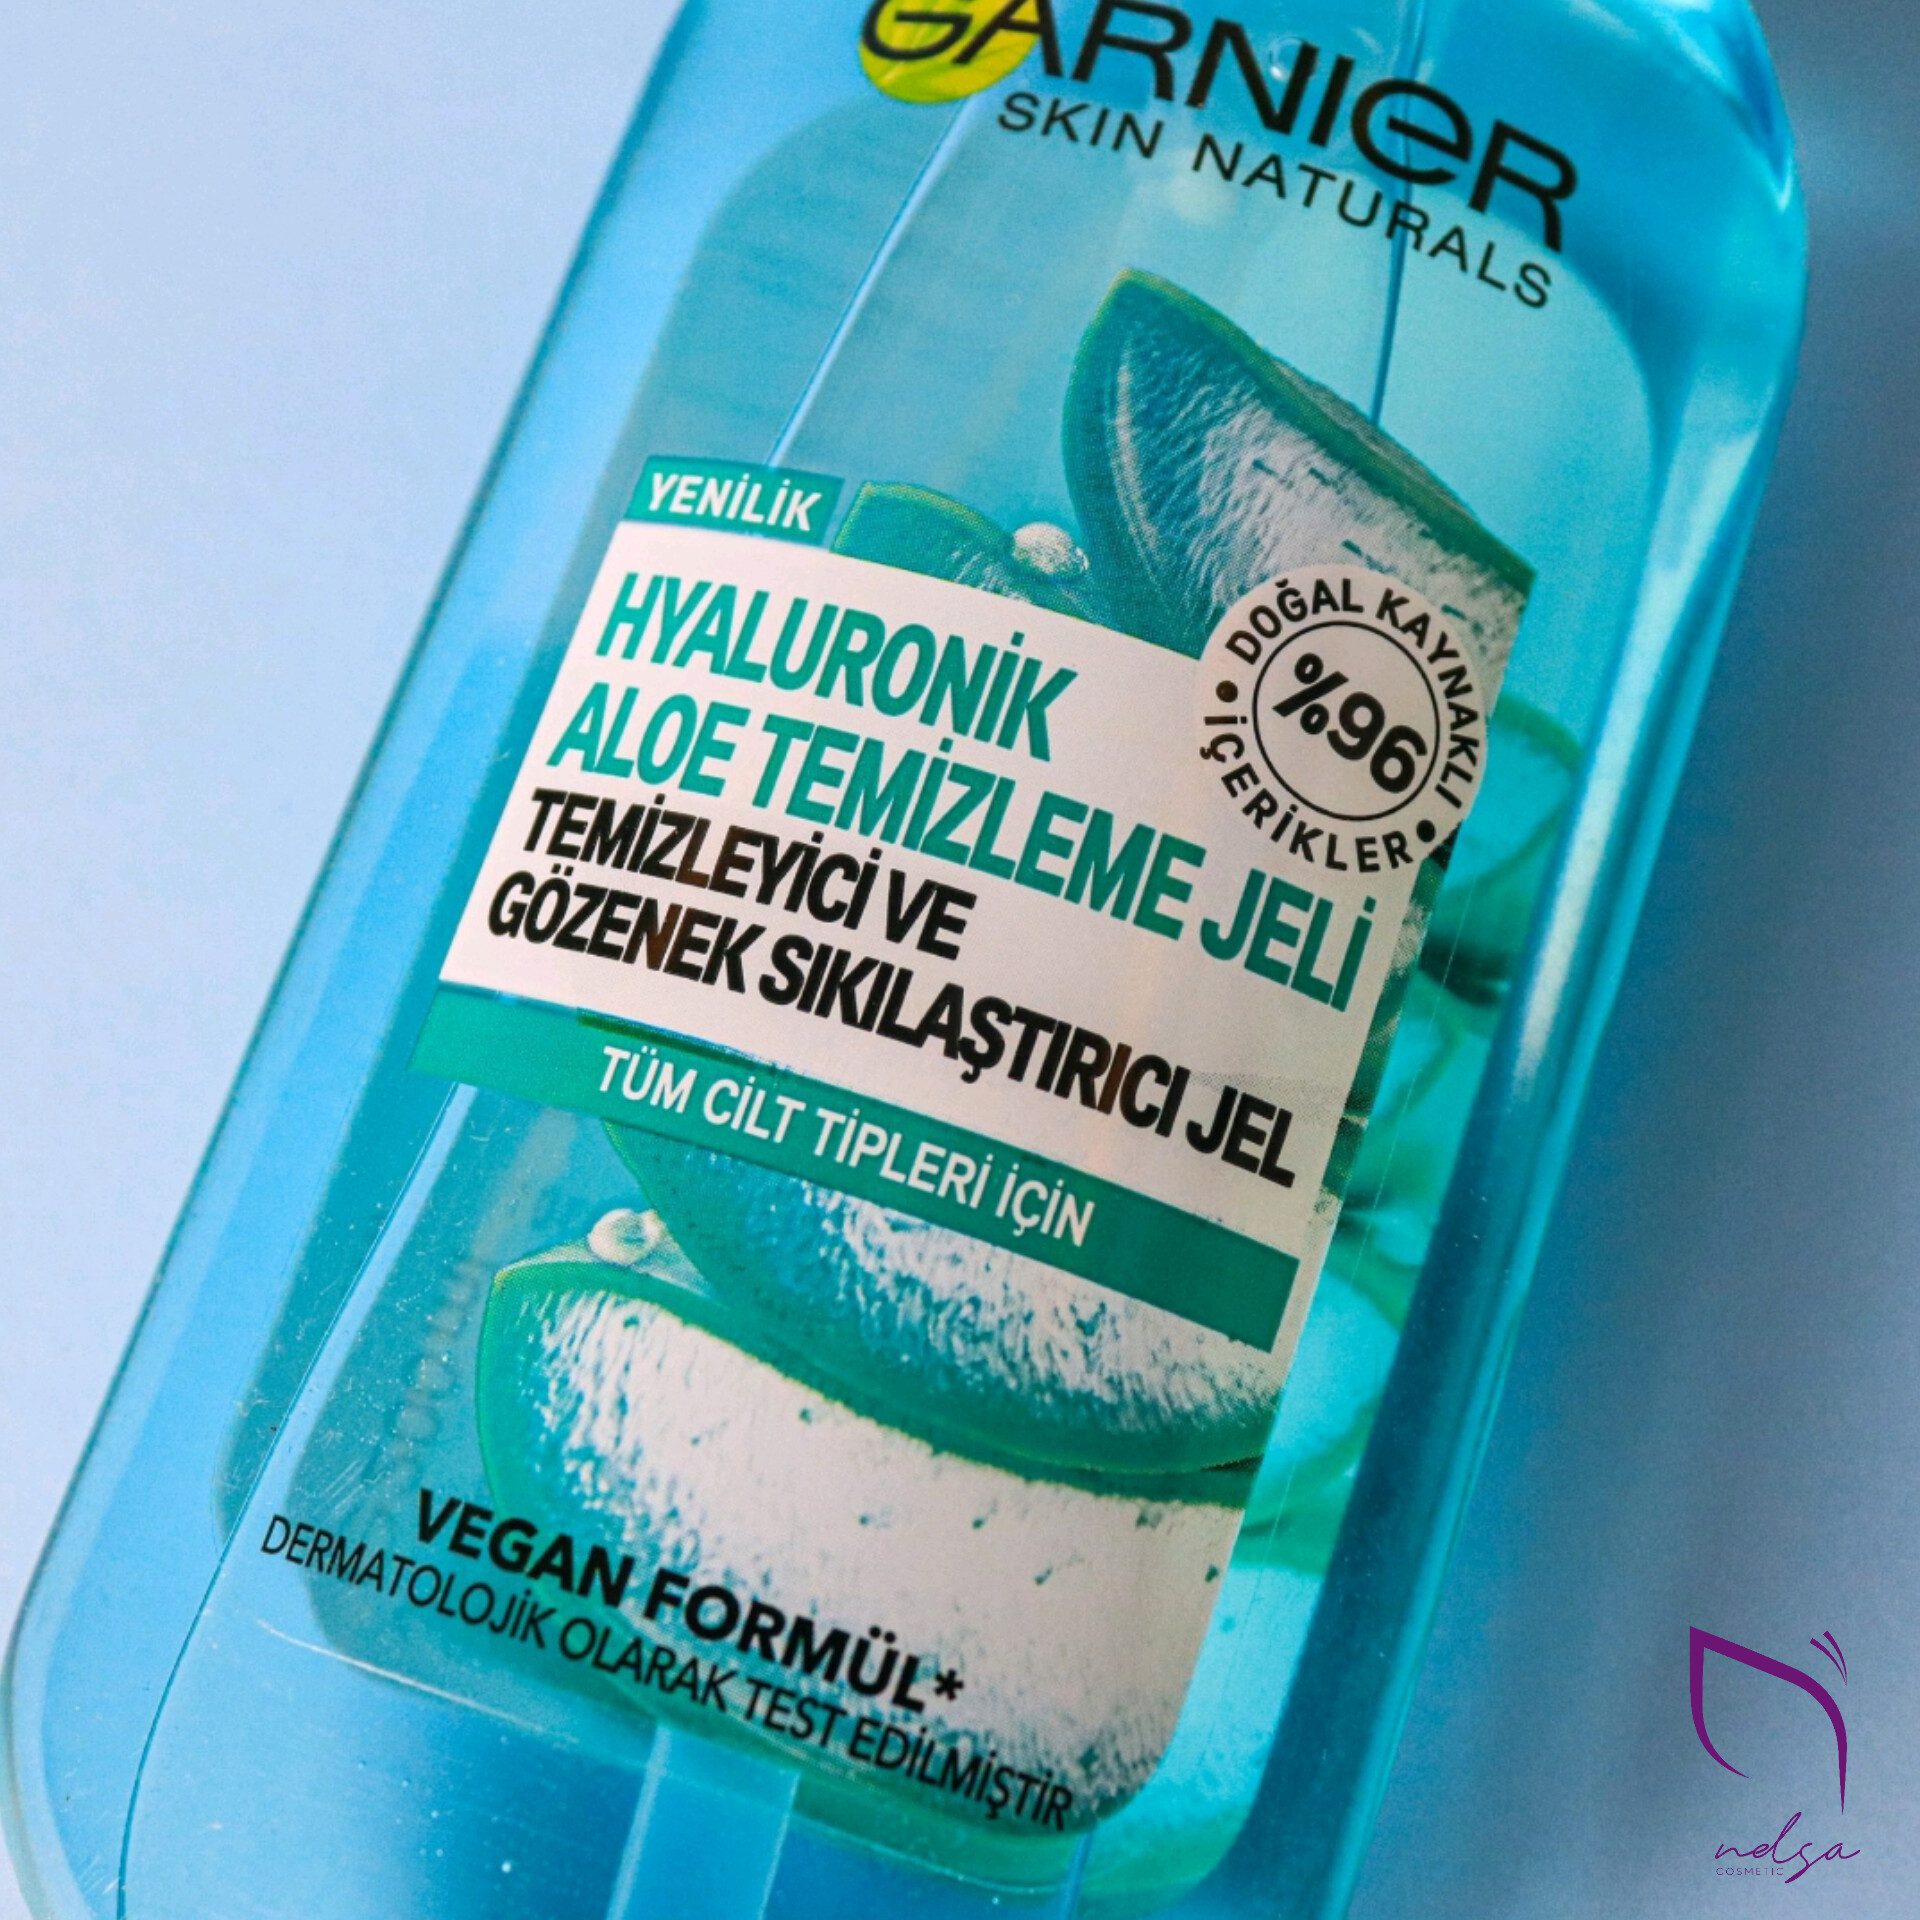 GARNIER
SKIN NATURALS
YENİLİK
HYALURONİK
ALOE TEMİZLEME JELİ
TEMİZLEYİCİ VE
GÖZENEK SIKILAŞTIRICI JEL
DOĞAL KAYNAKLI
%96
İÇERİKLER
TÜM CİLT TİPLERİ İÇİN
VEGAN FORMÜL*
DERMATOLOJİK OLARAK TEST EDİLMİŞTİR
nelsa
COSMETIC